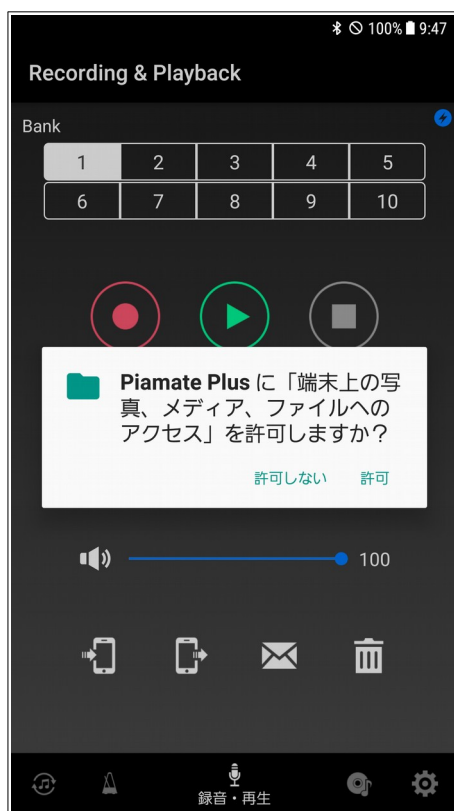 100% 9:47
Recording & Playback
Bank
1 2 3 4 5
6 7 8 9 10
Piamate Plus に「端末上の写
真、メディア、ファイルへの
アクセス」を許可しますか？
許可しない 許可
100
録音・再生